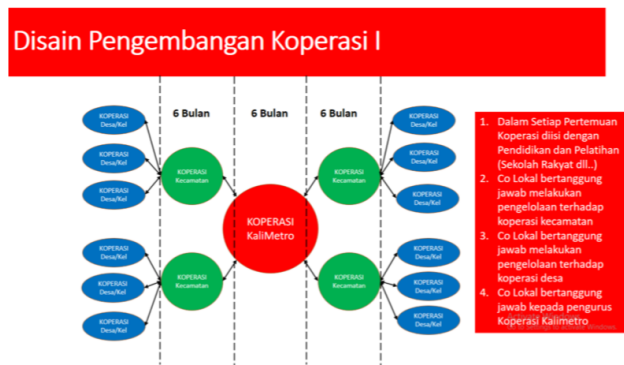 Disain Pengembangan Koperasi I
6 Bulan
6 Bulan
6 Bulan
KOPERASI
Desa/Kel
KOPERASI
Desa/Kel
KOPERASI
Desa/Kel
KOPERASI
Kecamatan
KOPERASI
Desa/Kel
KOPERASI
Desa/Kel
KOPERASI
Desa/Kel
KOPERASI
Kecamatan
KOPERASI
KaliMetro
KOPERASI
Kecamatan
KOPERASI
Desa/Kel
KOPERASI
Desa/Kel
KOPERASI
Desa/Kel
KOPERASI
Kecamatan
KOPERASI
Desa/Kel
KOPERASI
Desa/Kel
KOPERASI
Desa/Kel
1. Dalam Setiap Pertemuan
Koperasi diisi dengan
Pendidikan dan Pelatihan
(Sekolah Rakyat dll..)
2. Co Lokal bertanggung
jawab melakukan
pengelolaan terhadap
koperasi kecamatan
3. Co Lokal bertanggung
jawab melakukan
pengelolaan terhadap
koperasi desa
4. Co Lokal bertanggung
jawab kepada pengurus
Koperasi Kalimetro